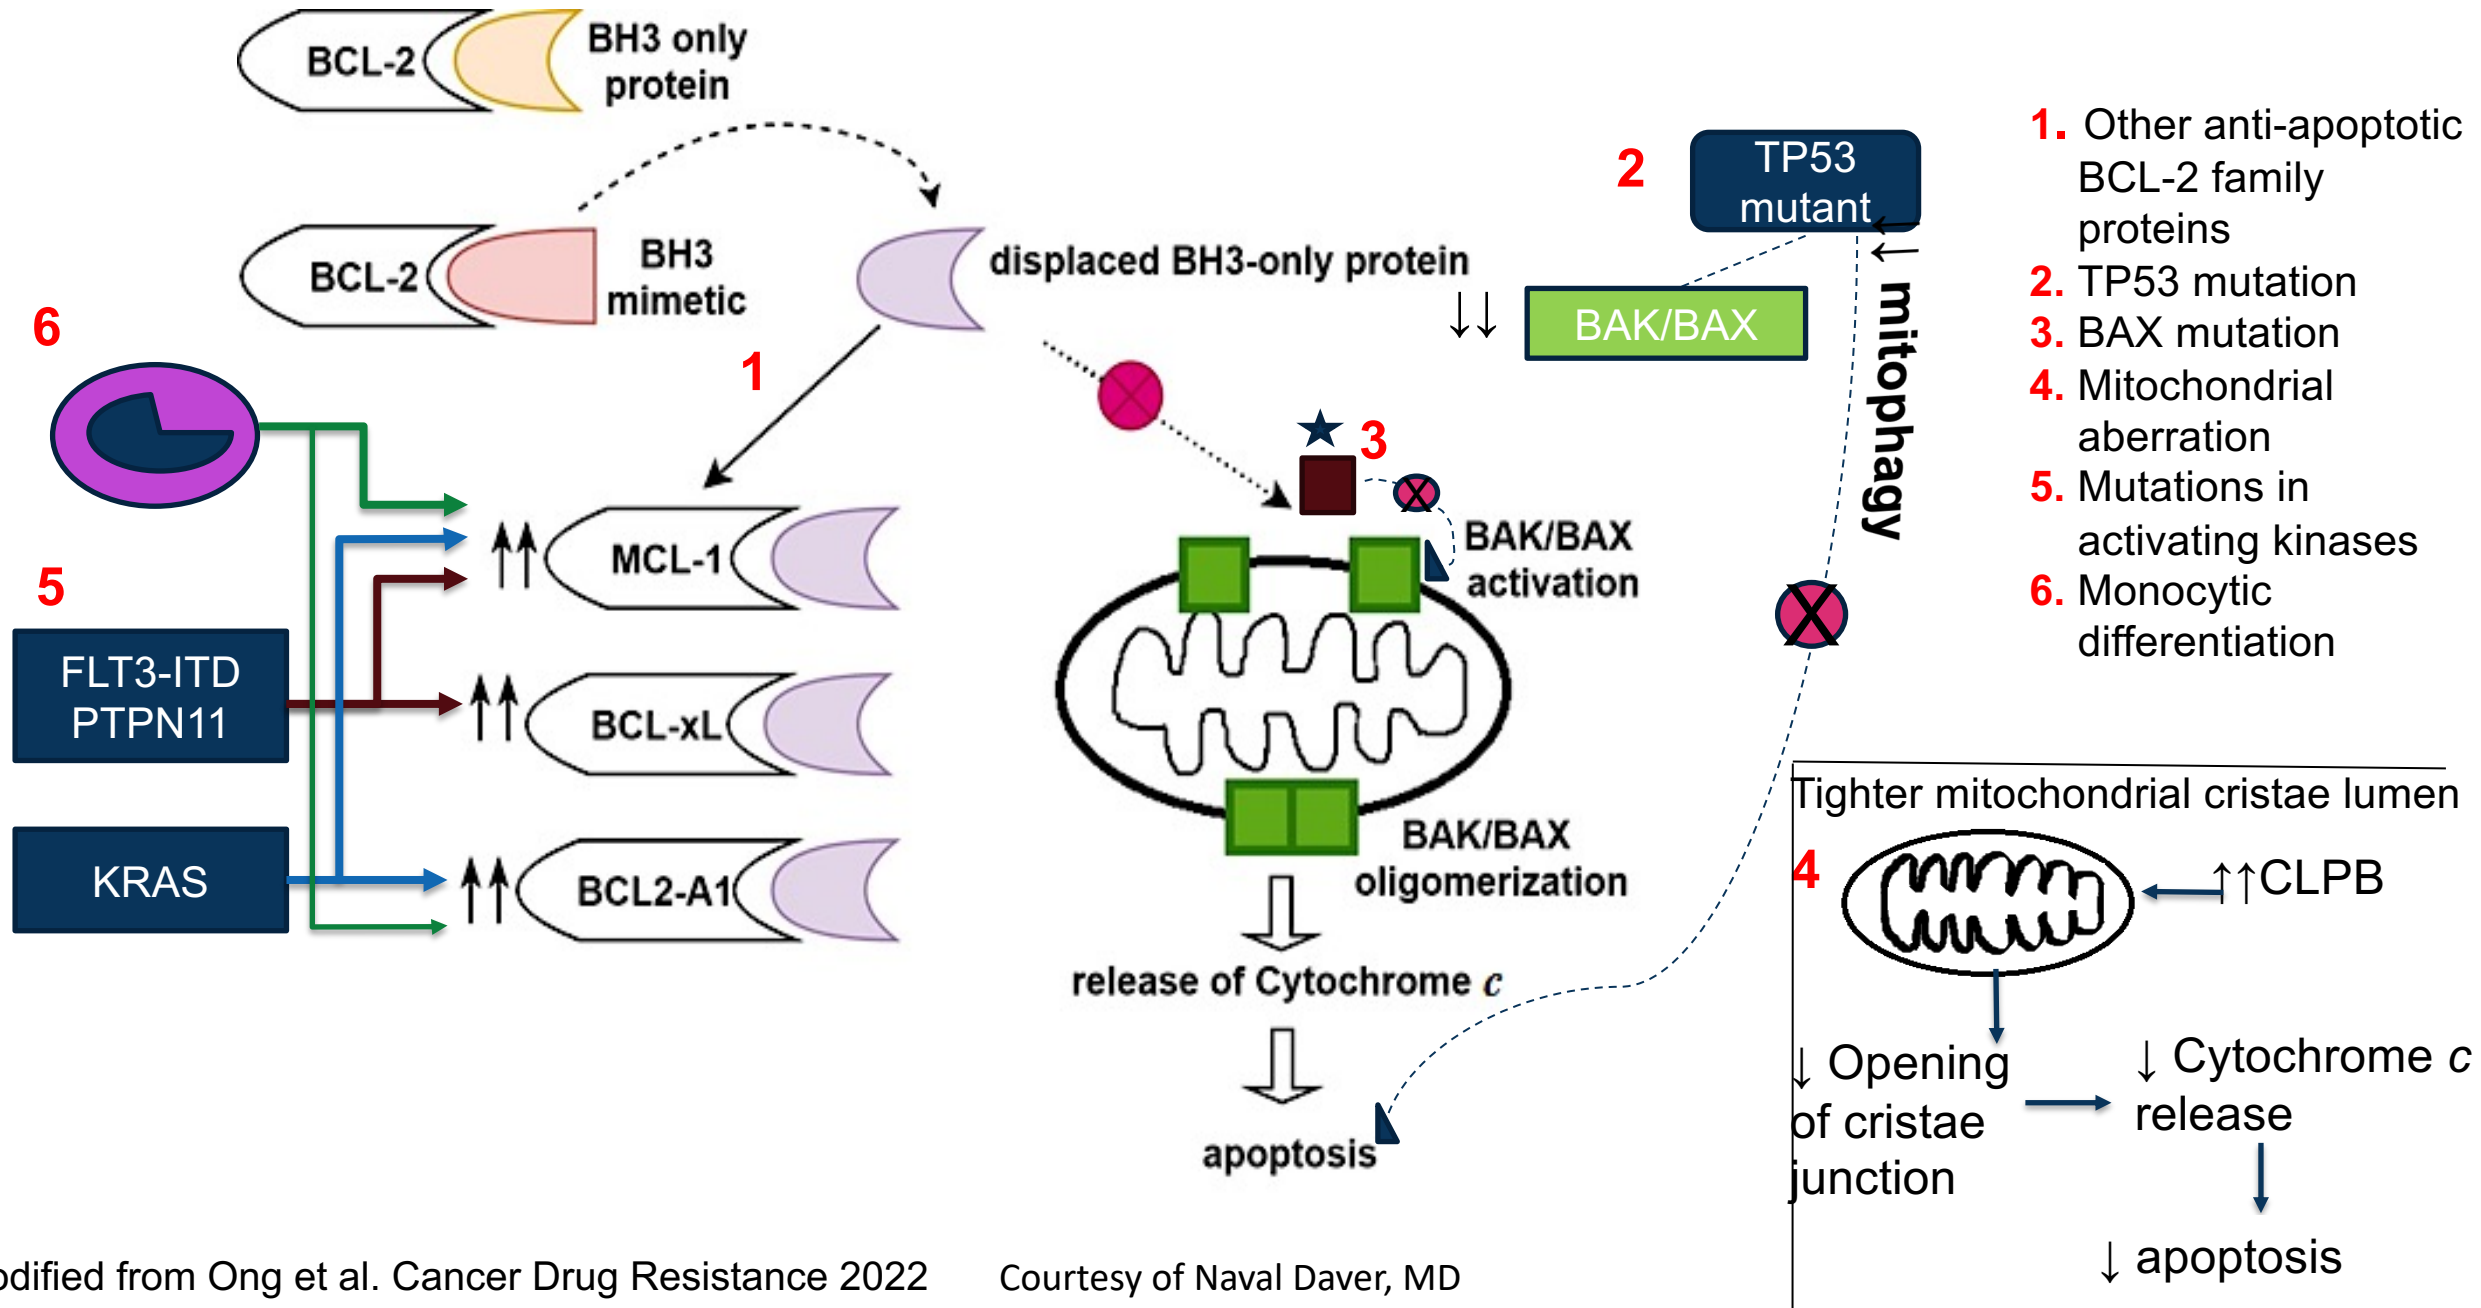 BCL-2
BH3 only
protein
BCL-2
BH3
mimetic
displaced BH3-only protein
1
2
TP53
mutant
↓↓
BAK/BAX
↓↓ mitophagy
6
5
FLT3-ITD
PTPN11
KRAS
↑↑
MCL-1
↑↑
BCL-xL
↑↑
BCL2-A1
3
X
BAK/BAX
activation
BAK/BAX
oligomerization
release of Cytochrome c
apoptosis
X
1. Other anti-apoptotic
BCL-2 family
proteins
2. TP53 mutation
3. BAX mutation
4. Mitochondrial
aberration
5. Mutations in
activating kinases
6. Monocytic
differentiation
Tighter mitochondrial cristae lumen
4
↑↑CLPB
↓ Opening
of cristae
junction
↓ Cytochrome c
release
↓ apoptosis
odified from Ong et al. Cancer Drug Resistance 2022
Courtesy of Naval Daver, MD